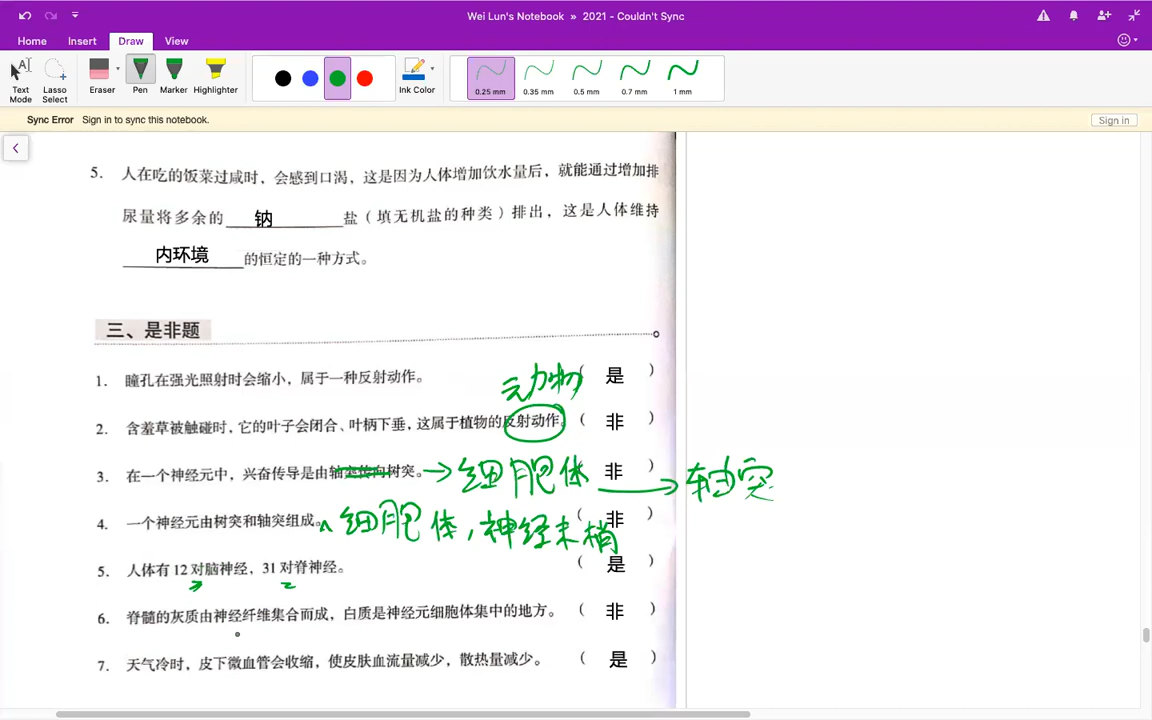 Wei Lun's Notebook » 2021 - Couldn't Sync
Home Insert Draw View
Text Mode
Lasso Select
Eraser
Pen
Marker
Highlighter
Ink Color
0.25 mm
0.35 mm
0.5 mm
0.7 mm
1 mm
Sync Error Sign in to sync this notebook.
Sign in
5. 人在吃的饭菜过咸时，会感到口渴，这是因为人体增加饮水量后，就能通过增加排
尿量将多余的 钠 盐（填无机盐的种类）排出，这是人体维持
内环境 的恒定的一种方式。
三、是非题
1. 瞳孔在强光照射时会缩小，属于一种反射动作。 （ 是 ）
动物
2. 含羞草被触碰时，它的叶子会闭合、叶柄下垂，这属于植物的反射动作。 （ 非 ）
3. 在一个神经元中，兴奋传导是由轴突传向树突。 → 细胞体 → 轴突 （ 非 ）
4. 一个神经元由树突和轴突组成。 细胞体，神经末梢 （ 非 ）
5. 人体有 12 对脑神经，31 对脊神经。 （ 是 ）
6. 脊髓的灰质由神经纤维集合而成，白质是神经元细胞体集中的地方。 （ 非 ）
7. 天气冷时，皮下微血管会收缩，使皮肤血流量减少，散热量减少。 （ 是 ）